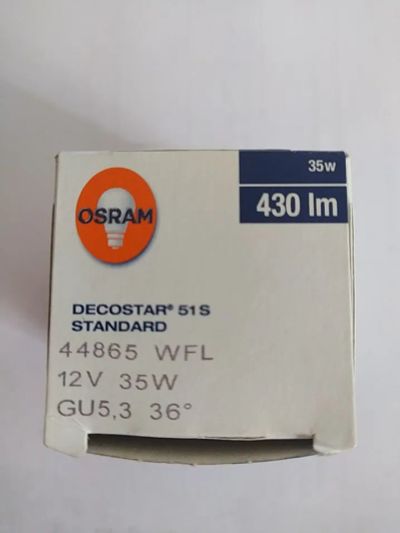 35w
430 lm
OSRAM
DECOSTAR® 51 S
STANDARD
44865 WFL
12V 35W
GU5,3 36°